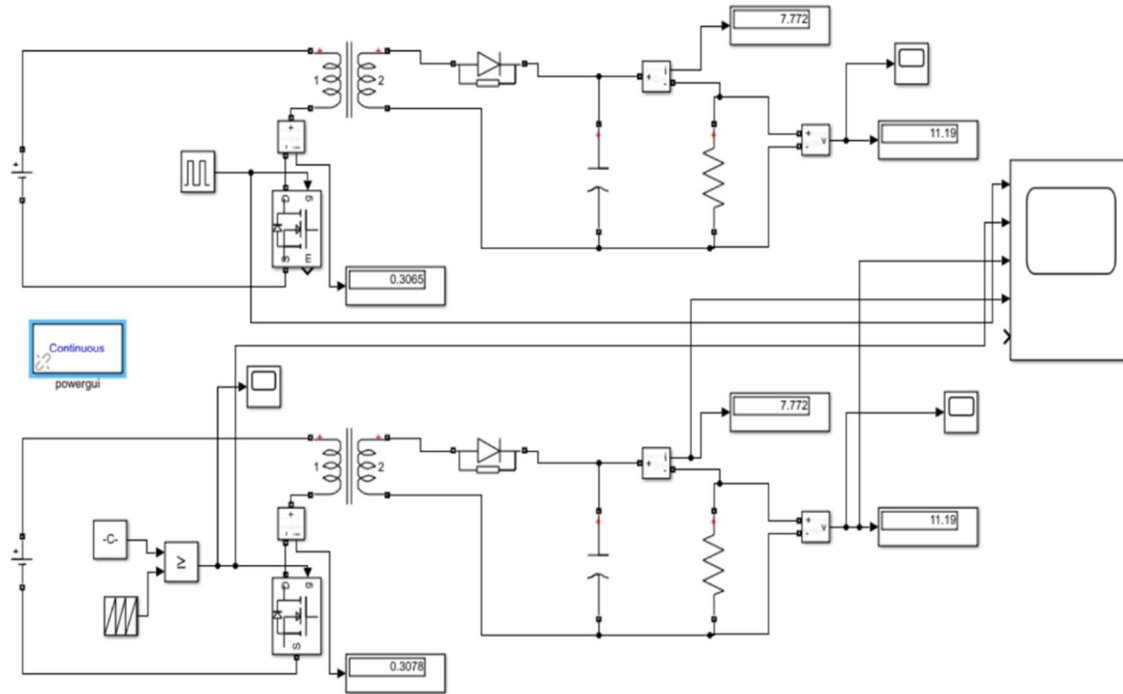 7.772
1
2
i
v
11.19
g
D
S
m
0.3065
Continuous
powergui
7.772
1
2
i
v
11.19
-C-
g
D
S
0.3078